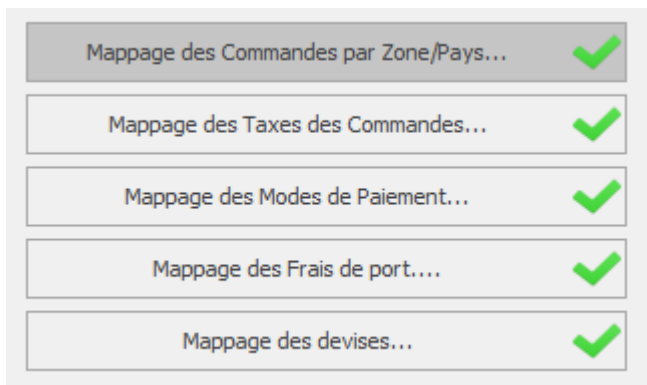 Mappage des Commandes par Zone/Pays...
Mappage des Taxes des Commandes...
Mappage des Modes de Paiement...
Mappage des Frais de port....
Mappage des devises...